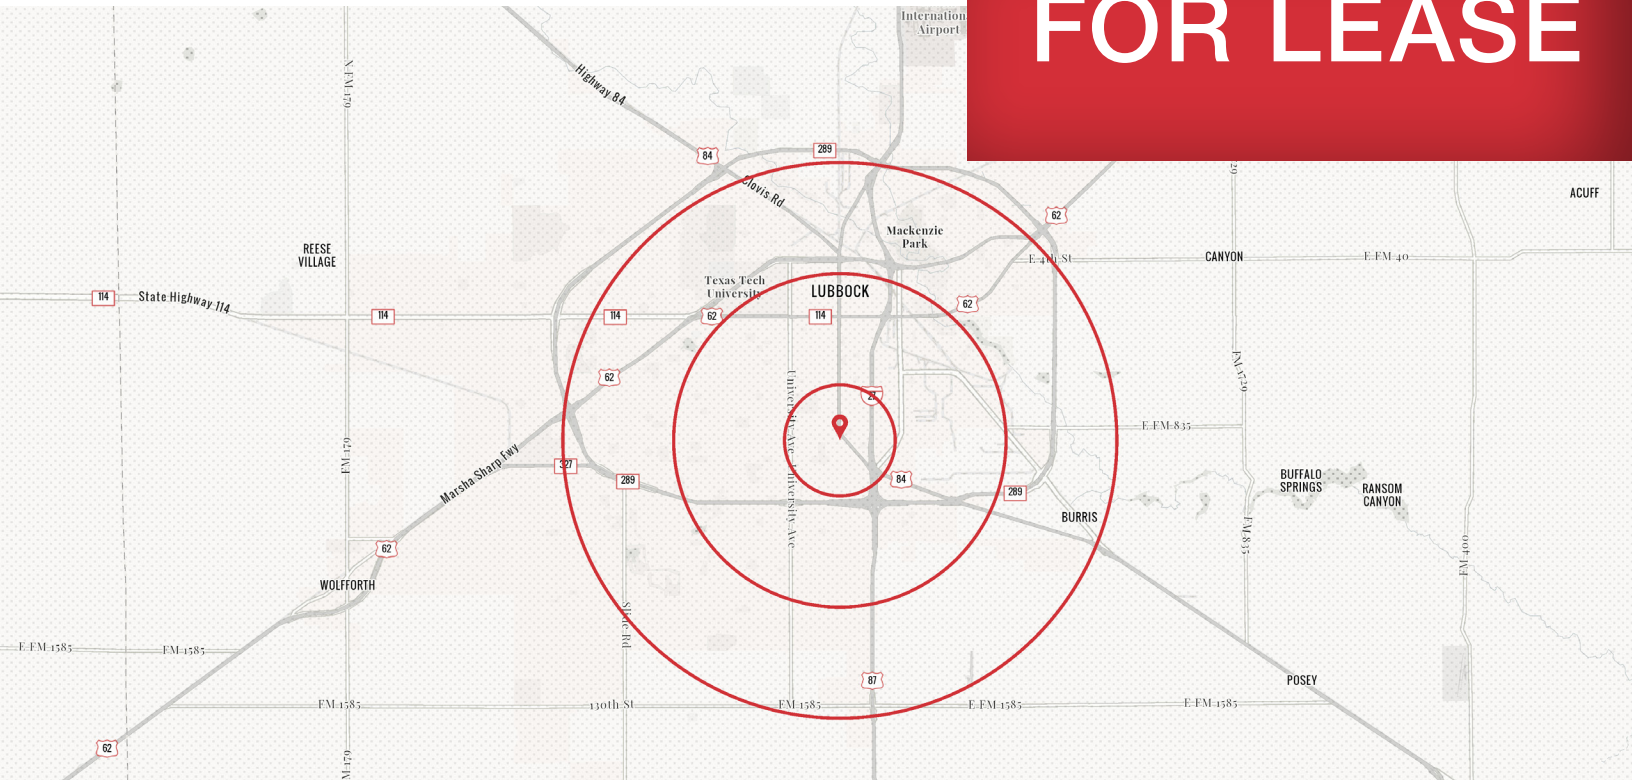 Internation
Airport
FOR LEASE
Highway 84
N FM 179
84
289
Clovis Rd
ACUFF
62
Mackenzie
Park
REESE
VILLAGE
CANYON
E 4th St
E FM 40
Texas Tech
University
LUBBOCK
114
State Highway 114
114
114
62
114
62
62
FM 1729
University Ave
University Ave
27
E FM 835
FM 179
Marsha Sharp Fwy
327
289
84
289
BUFFALO
SPRINGS
RANSOM
CANYON
BURRIS
FM 835
FM 400
62
WOLFFORTH
Slide Rd
E FM 1585
FM 1585
87
POSEY
FM 1585
130th St
FM 1585
E FM 1585
E FM 1585
62